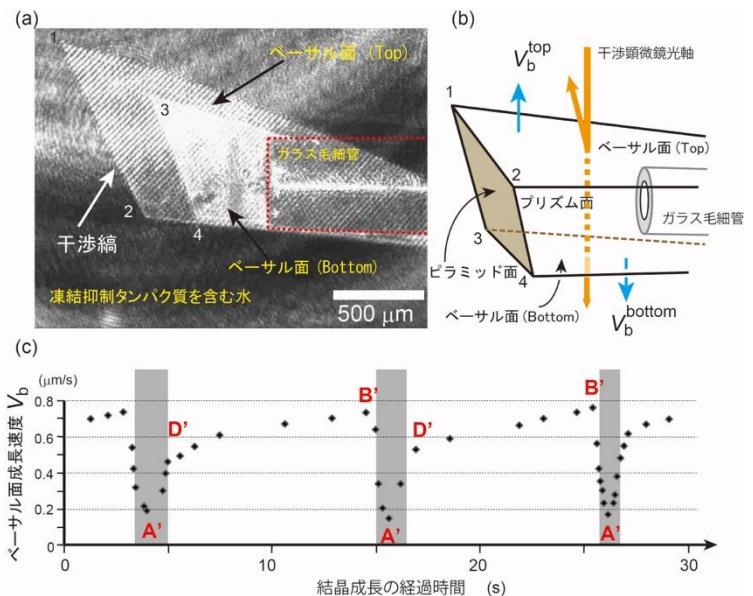 (a)
1
ベーサル面 (Top)
3
ガラス毛細管
2
4
干渉縞
ベーサル面 (Bottom)
凍結抑制タンパク質を含む水
500 μm
(b)
V_b^top
干渉顕微鏡光軸
1
ベーサル面 (Top)
2
プリズム面
ガラス毛細管
3
ピラミッド面
4
ベーサル面 (Bottom)
V_b^bottom
(c)
ベーサル面成長速度 V_b
(μm/s)
0.8
0.6
0.4
0.2
0
B'
B'
D'
D'
A'
A'
A'
0
10
20
30
結晶成長の経過時間 (s)